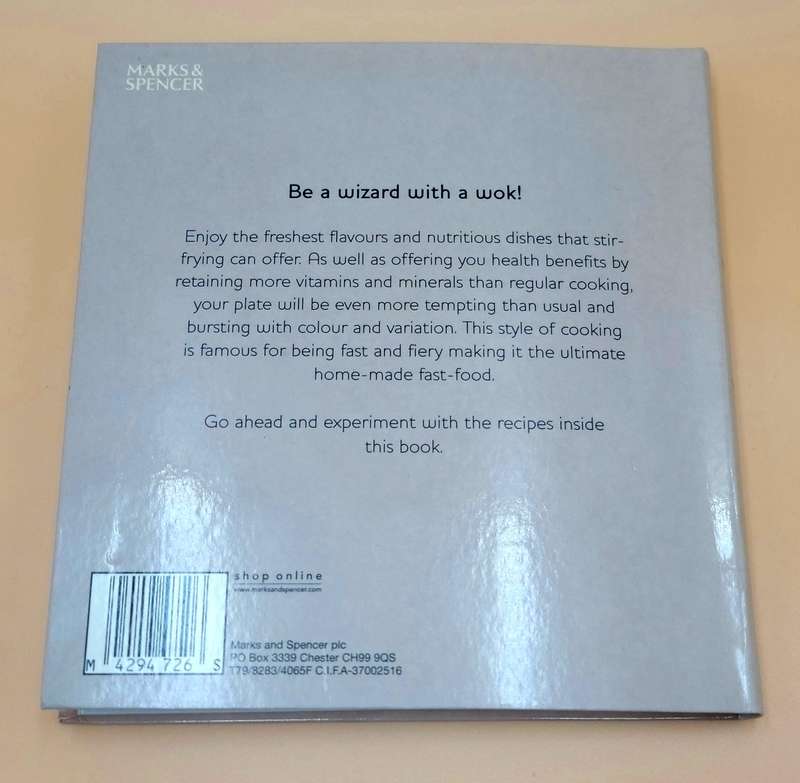 MARKS &
SPENCER
Be a wizard with a wok!
Enjoy the freshest flavours and nutritious dishes that stir-
frying can offer. As well as offering you health benefits by
retaining more vitamins and minerals than regular cooking,
your plate will be even more tempting than usual and
bursting with colour and variation. This style of cooking
is famous for being fast and fiery making it the ultimate
home-made fast-food.
Go ahead and experiment with the recipes inside
this book.
shop online
www.marksandspencer.com
Marks and Spencer plc
PO Box 3339 Chester CH99 9QS
T79/8283/4065F C.I.F.A-37002516
M 4294 726 S